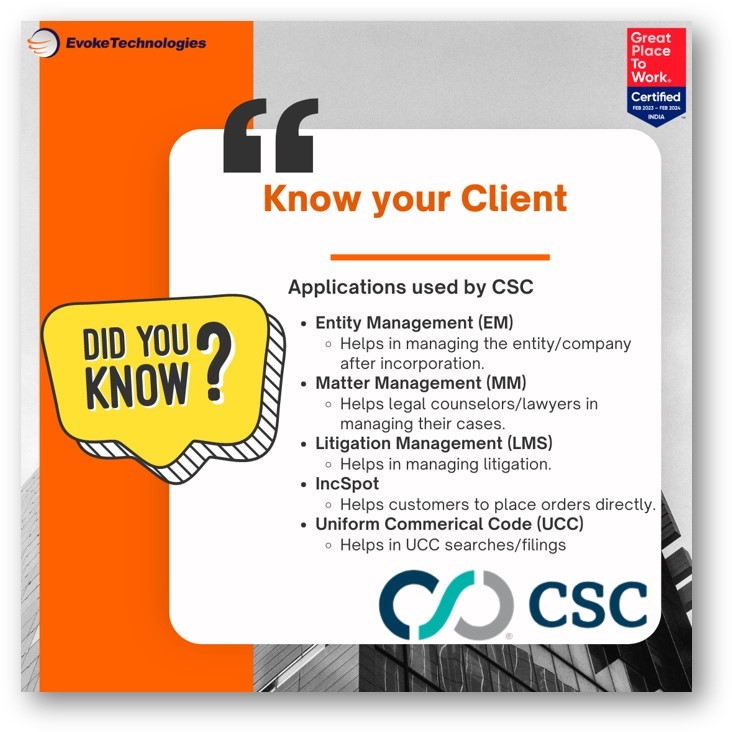 EvokeTechnologies
Great
Place
To
Work®
Certified
FEB 2023 – FEB 2024
INDIA
™
“
Know your Client
DID YOU
KNOW ?
Applications used by CSC
• Entity Management (EM)
◦ Helps in managing the entity/company
after incorporation.
• Matter Management (MM)
◦ Helps legal counselors/lawyers in
managing their cases.
• Litigation Management (LMS)
◦ Helps in managing litigation.
• IncSpot
◦ Helps customers to place orders directly.
• Uniform Commerical Code (UCC)
◦ Helps in UCC searches/filings
® CSC